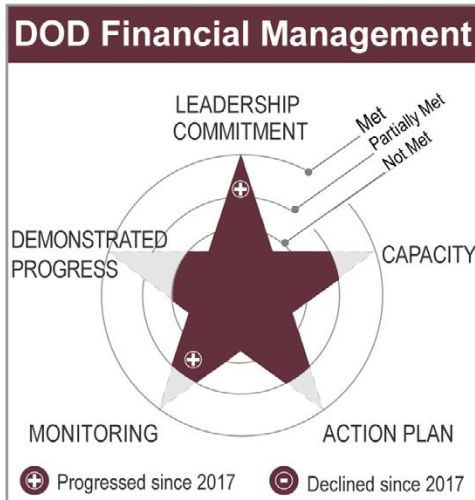 DOD Financial Management
LEADERSHIP
COMMITMENT
Met
Partially Met
Not Met
DEMONSTRATED
PROGRESS
CAPACITY
MONITORING
ACTION PLAN
Progressed since 2017
Declined since 2017